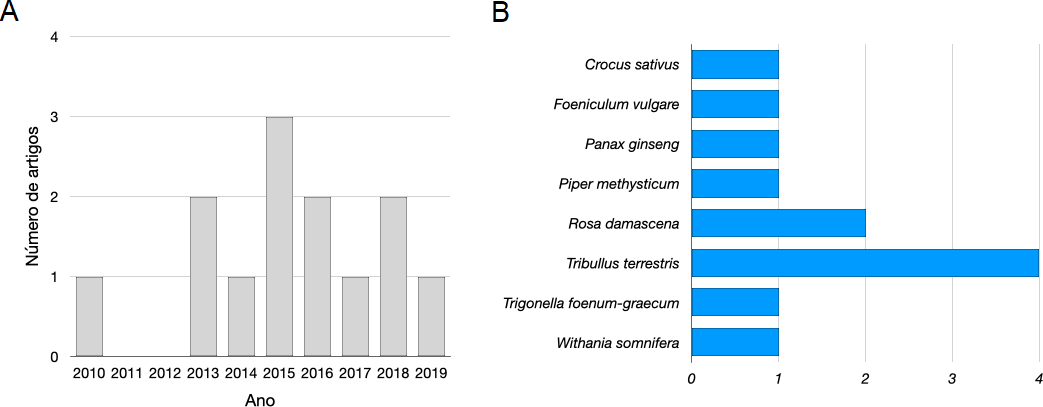 A
4
3
2
1
0
Número de artigos
2010 2011 2012 2013 2014 2015 2016 2017 2018 2019
Ano
B
Crocus sativus
Foeniculum vulgare
Panax ginseng
Piper methysticum
Rosa damascena
Tribullus terrestris
Trigonella foenum-graecum
Withania somnifera
0 1 2 3 4